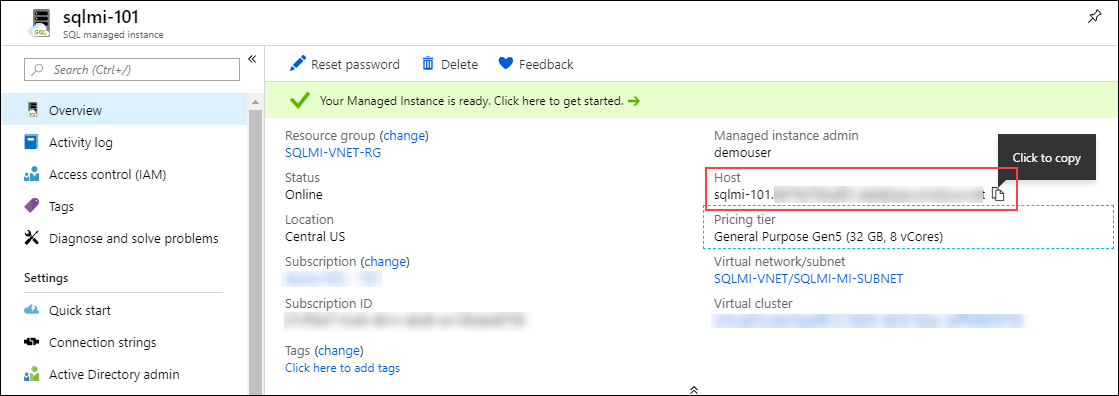 sqlmi-101
SQL managed instance
Search (Ctrl+/)
«
Overview
Activity log
Access control (IAM)
Tags
Diagnose and solve problems
Settings
Quick start
Connection strings
Active Directory admin
Reset password
Delete
Feedback
Your Managed Instance is ready. Click here to get started. →
Resource group (change)
SQLMI-VNET-RG
Status
Online
Location
Central US
Subscription (change)
Subscription ID
Tags (change)
Click here to add tags
Managed instance admin
demouser
Click to copy
Host
sqlmi-101.
Pricing tier
General Purpose Gen5 (32 GB, 8 vCores)
Virtual network/subnet
SQLMI-VNET/SQLMI-MI-SUBNET
Virtual cluster